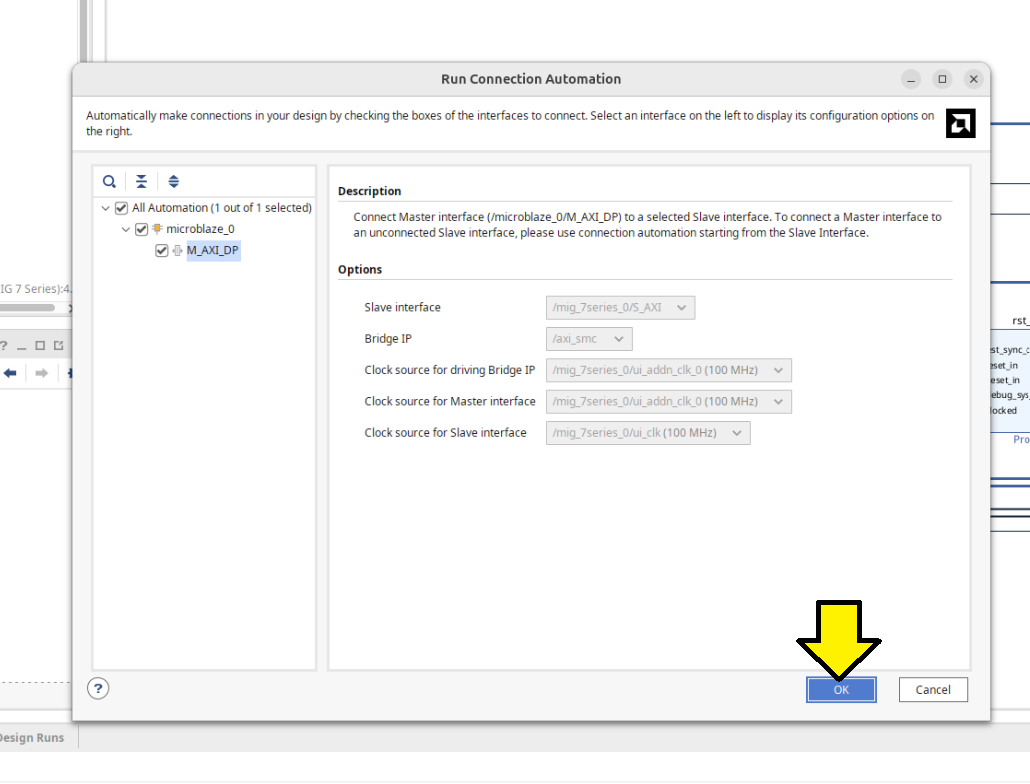 Run Connection Automation
Automatically make connections in your design by checking the boxes of the interfaces to connect. Select an interface on the left to display its configuration options on
the right.
All Automation (1 out of 1 selected)
microblaze_0
M_AXI_DP
Description
Connect Master interface (/microblaze_0/M_AXI_DP) to a selected Slave interface. To connect a Master interface to
an unconnected Slave interface, please use connection automation starting from the Slave Interface.
Options
Slave interface /mig_7series_0/S_AXI
Bridge IP /axi_smc
Clock source for driving Bridge IP /mig_7series_0/ui_addn_clk_0 (100 MHz)
Clock source for Master interface /mig_7series_0/ui_addn_clk_0 (100 MHz)
Clock source for Slave interface /mig_7series_0/ui_clk (100 MHz)
?
OK
Cancel
IG 7 Series):4.
?
Design Runs
rst_
est_sync_c
eset_in
eset_in
ebug_sys_
locked
Pro